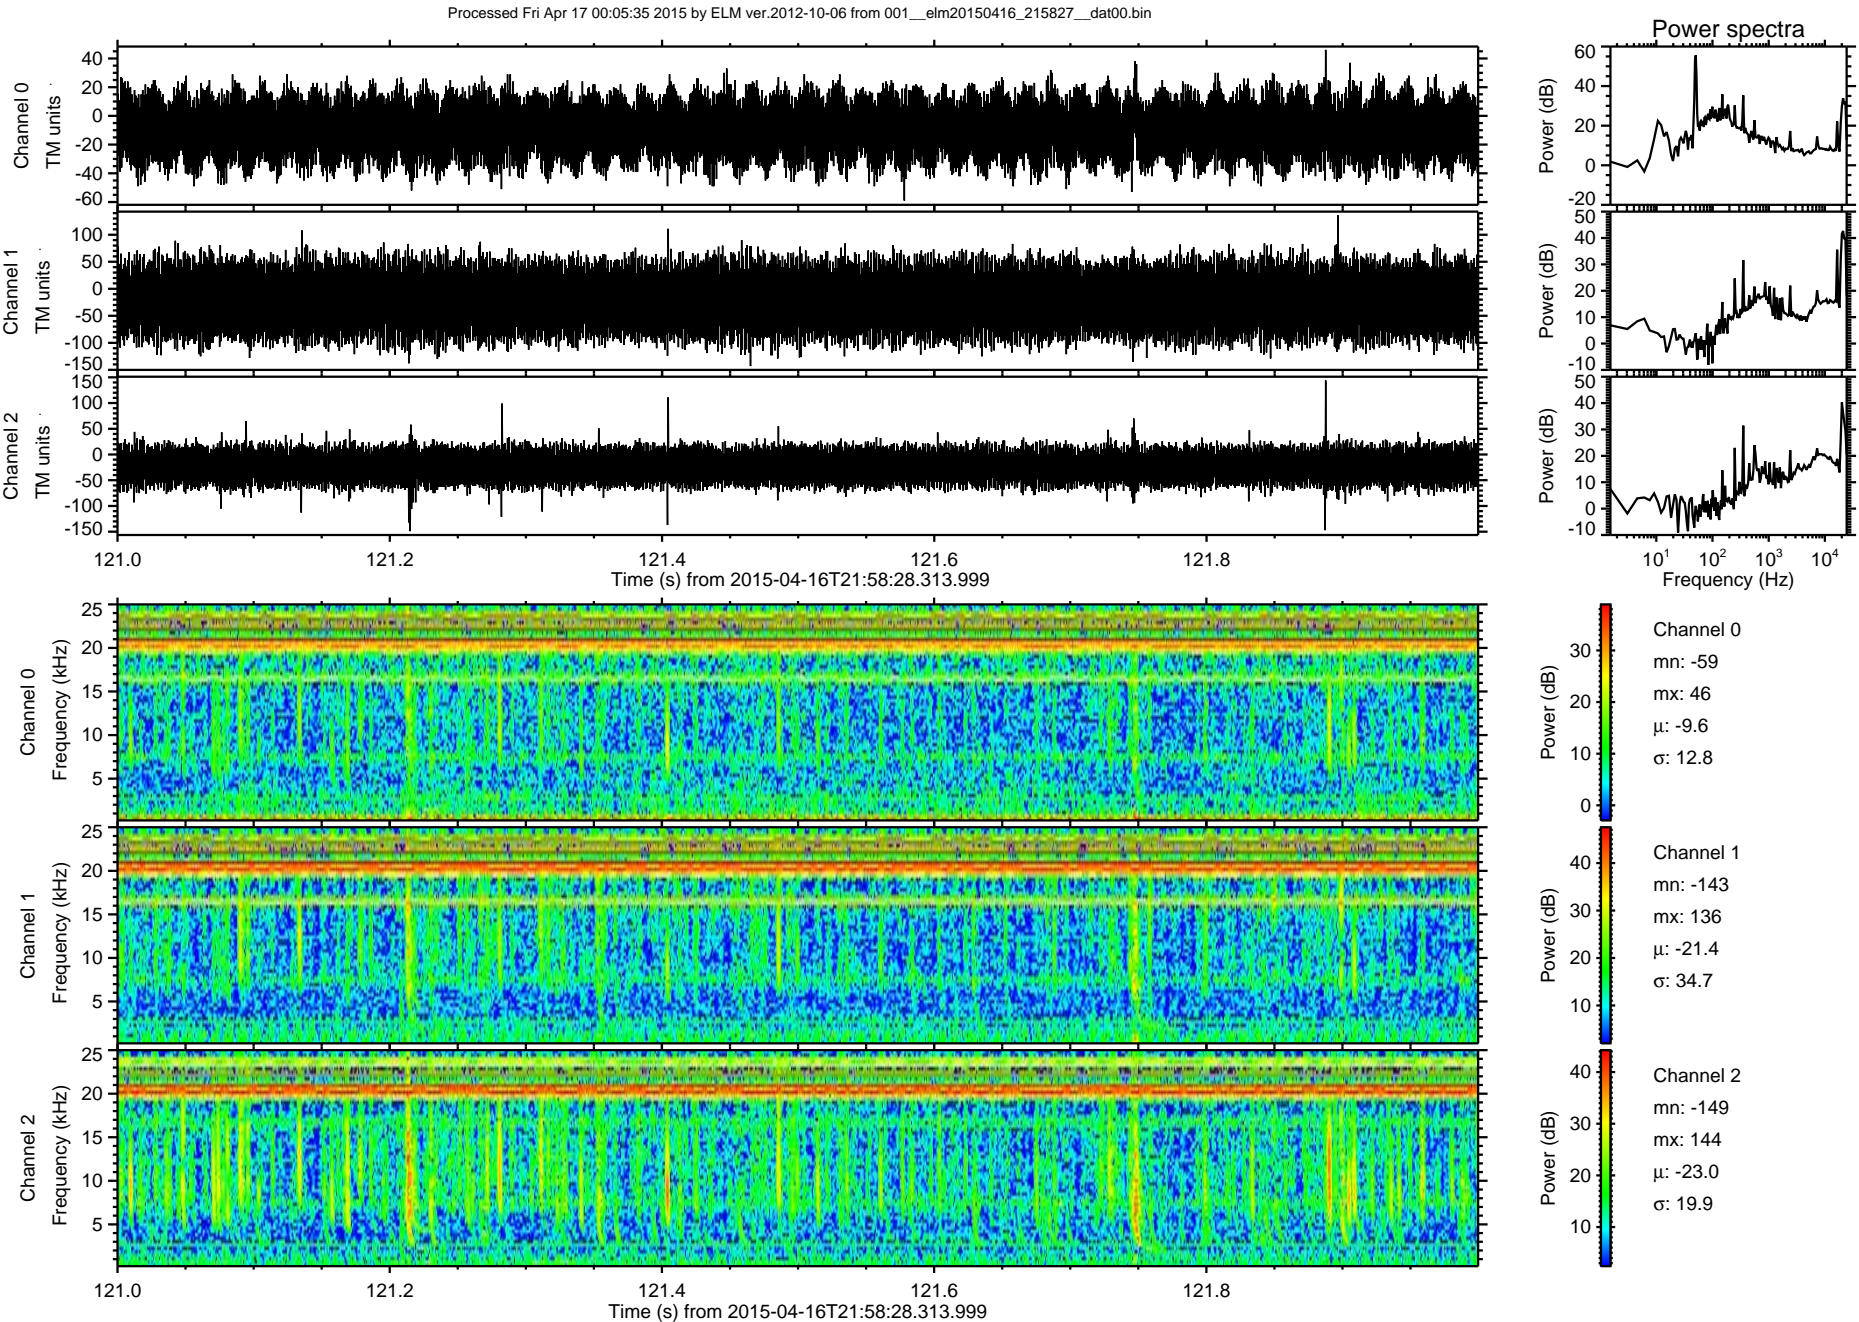 Processed Fri Apr 17 00:05:35 2015 by ELM ver.2012-10-06 from 001__elm20150416_215827__dat00.bin
Power spectra
Channel 0
TM units
40
20
0
-20
-40
-60
Power (dB)
60
40
20
0
-20
Channel 1
TM units
100
50
0
-50
-100
-150
Power (dB)
50
40
30
20
10
0
-10
Channel 2
TM units
150
100
50
0
-50
-100
-150
Power (dB)
50
40
30
20
10
0
-10
121.0 121.2 121.4 121.6 121.8
Time (s) from 2015-04-16T21:58:28.313.999
10^1 10^2 10^3 10^4
Frequency (Hz)
Channel 0
Frequency (kHz)
25
20
15
10
5
Power (dB)
30
20
10
0
Channel 0
mn: -59
mx: 46
µ: -9.6
σ: 12.8
Channel 1
Frequency (kHz)
25
20
15
10
5
Power (dB)
40
30
20
10
Channel 1
mn: -143
mx: 136
µ: -21.4
σ: 34.7
Channel 2
Frequency (kHz)
25
20
15
10
5
Power (dB)
40
30
20
10
Channel 2
mn: -149
mx: 144
µ: -23.0
σ: 19.9
121.0 121.2 121.4 121.6 121.8
Time (s) from 2015-04-16T21:58:28.313.999